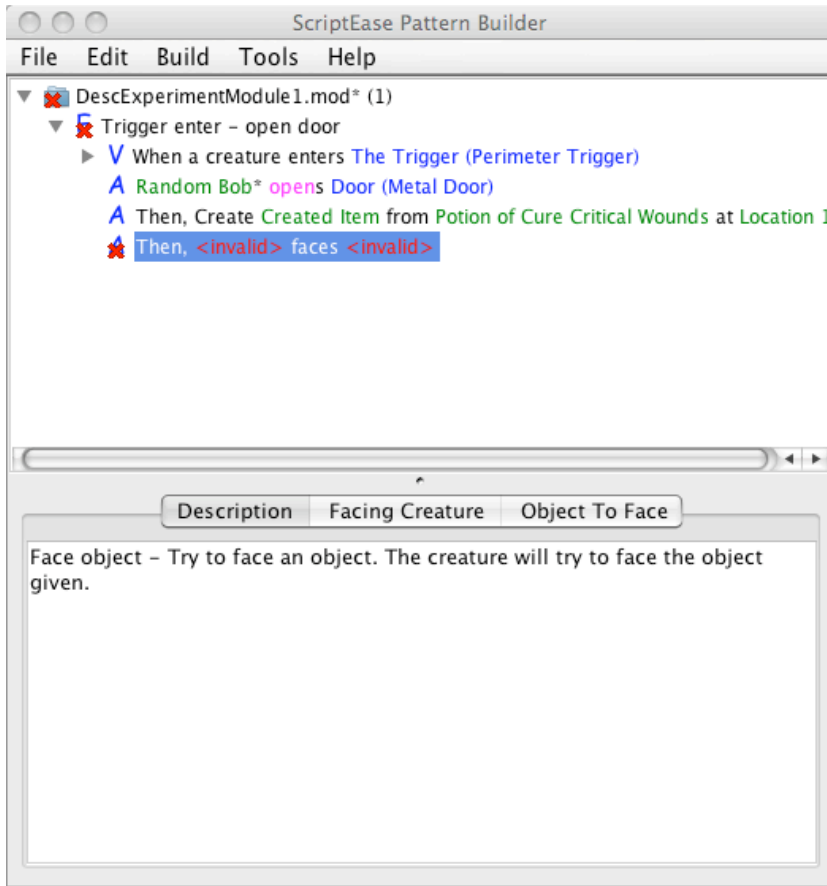 ScriptEase Pattern Builder
File Edit Build Tools Help
DescExperimentModule1.mod* (1)
Trigger enter – open door
V When a creature enters The Trigger (Perimeter Trigger)
A Random Bob* opens Door (Metal Door)
A Then, Create Created Item from Potion of Cure Critical Wounds at Location 1
A Then, <invalid> faces <invalid>
Description Facing Creature Object To Face
Face object – Try to face an object. The creature will try to face the object
given.